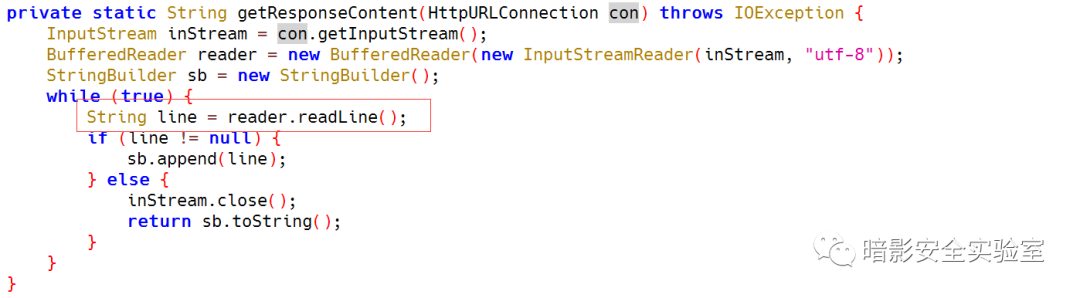 private static String getResponseContent(HttpURLConnection con) throws IOException {
    InputStream inStream = con.getInputStream();
    BufferedReader reader = new BufferedReader(new InputStreamReader(inStream, "utf-8"));
    StringBuilder sb = new StringBuilder();
    while (true) {
        String line = reader.readLine();
        if (line != null) {
            sb.append(line);
        } else {
            inStream.close();
            return sb.toString();
        }
    }
}
暗影安全实验室